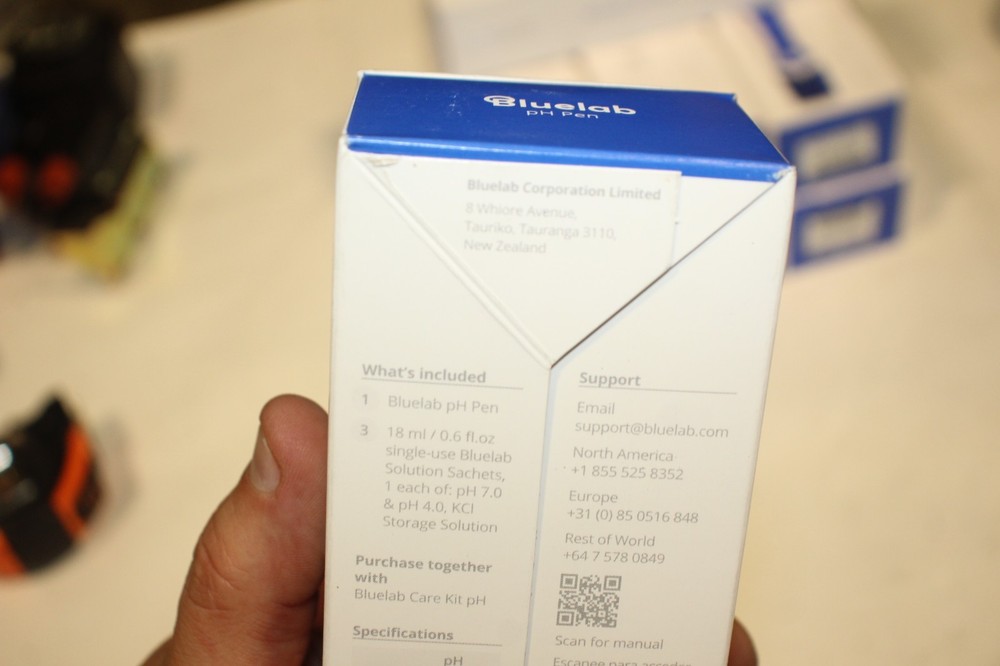 Bluelab
pH Pen
Bluelab Corporation Limited
8 Whiore Avenue,
Tauriko, Tauranga 3110,
New Zealand
What's included
1 Bluelab pH Pen
3 18 ml / 0.6 fl.oz
single-use Bluelab
Solution Sachets,
1 each of: pH 7.0
& pH 4.0, KCl
Storage Solution
Purchase together
with
Bluelab Care Kit pH
Specifications
pH
Support
Email
support@bluelab.com
North America
+1 855 525 8352
Europe
+31 (0) 85 0516 848
Rest of World
+64 7 578 0849
Scan for manual
Escanee para acceder